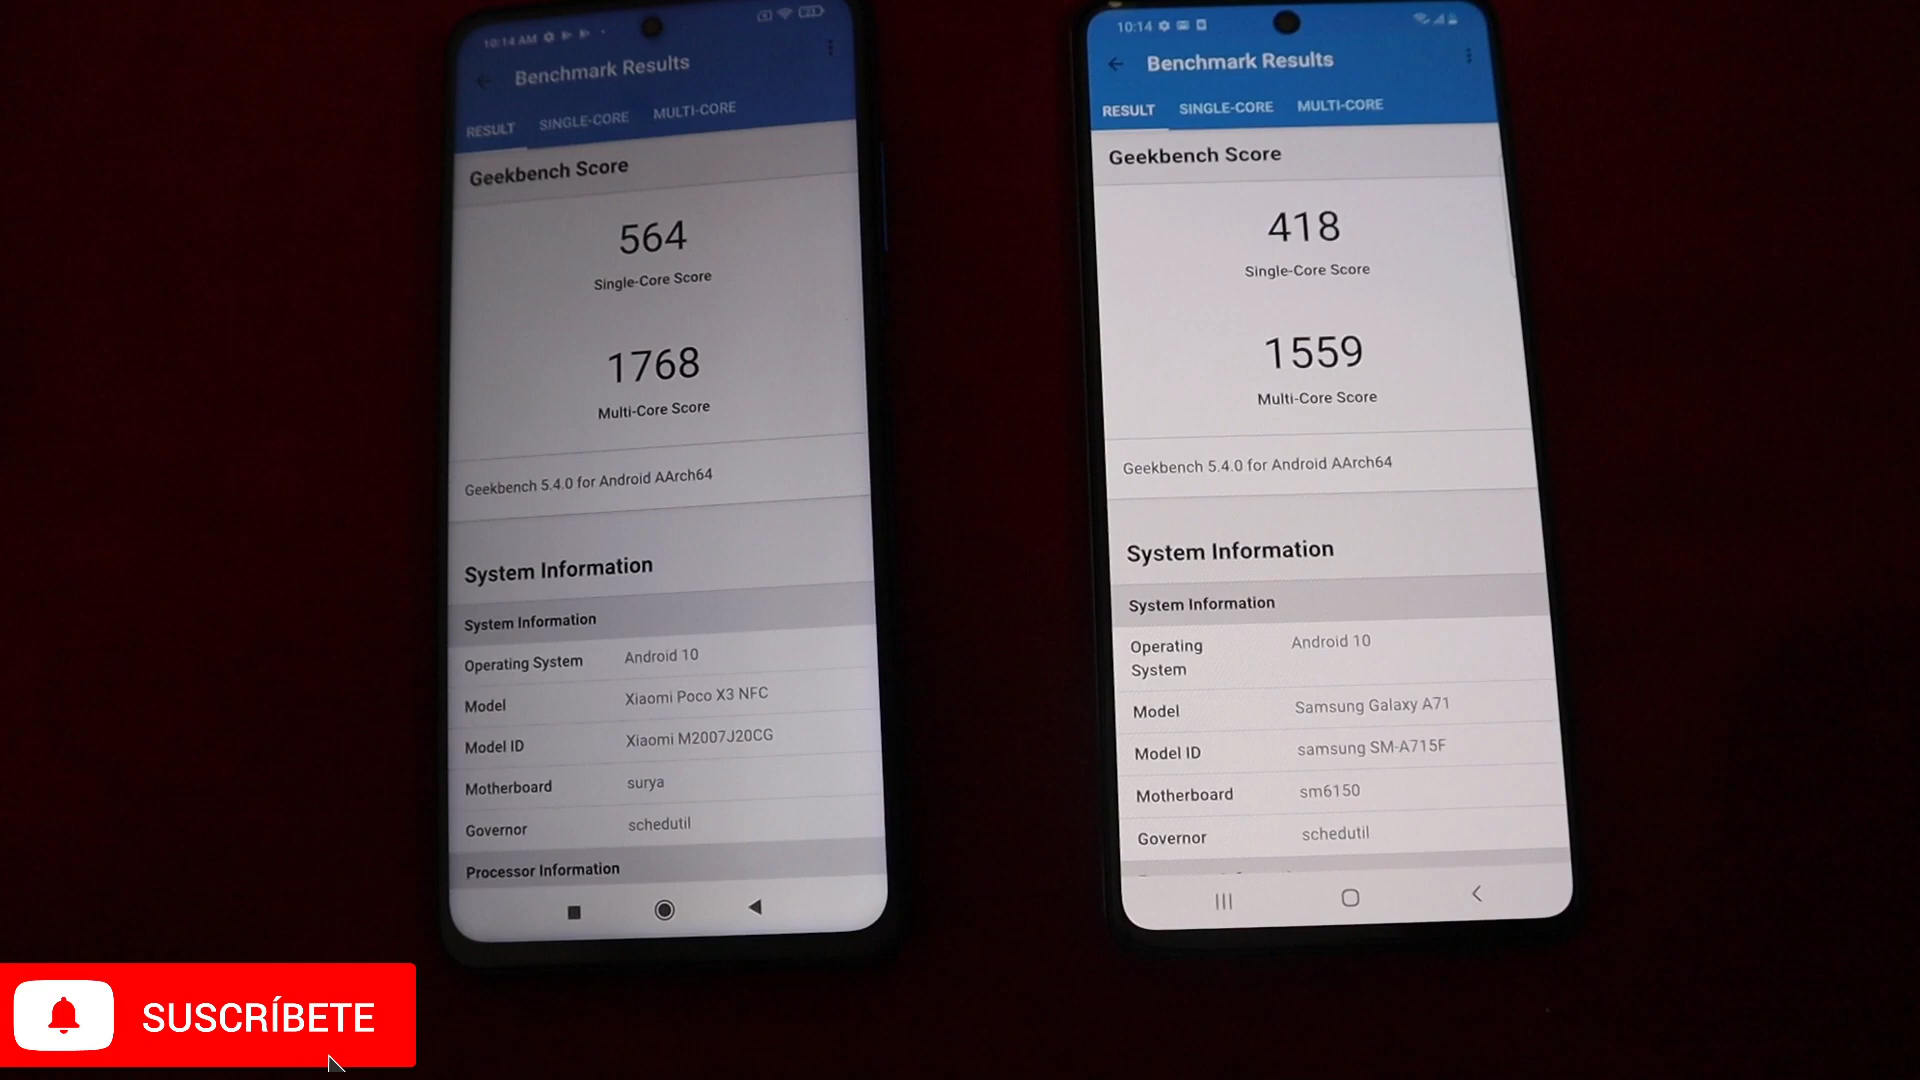 10:14 AM
Benchmark Results
RESULT SINGLE-CORE MULTI-CORE
Geekbench Score
564
Single-Core Score
1768
Multi-Core Score
Geekbench 5.4.0 for Android AArch64
System Information
System Information
Operating System Android 10
Model Xiaomi Poco X3 NFC
Model ID Xiaomi M2007J20CG
Motherboard surya
Governor schedutil
Processor Information
10:14
Benchmark Results
RESULT SINGLE-CORE MULTI-CORE
Geekbench Score
418
Single-Core Score
1559
Multi-Core Score
Geekbench 5.4.0 for Android AArch64
System Information
System Information
Operating Android 10
System
Model Samsung Galaxy A71
Model ID samsung SM-A715F
Motherboard sm6150
Governor schedutil
SUSCRÍBETE